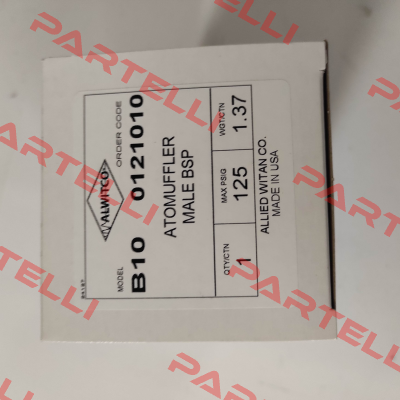 ALWITCO
MODEL
ORDER CODE
B10 0121010
ATOMUFFLER
MALE BSP
QTY/CTN
MAX PSIG
WGT/CTN
1
125
1.37
ALLIED WITAN CO.
MADE IN USA
PARTELLI
PARTELLI
PARTELLI
PARTELLI